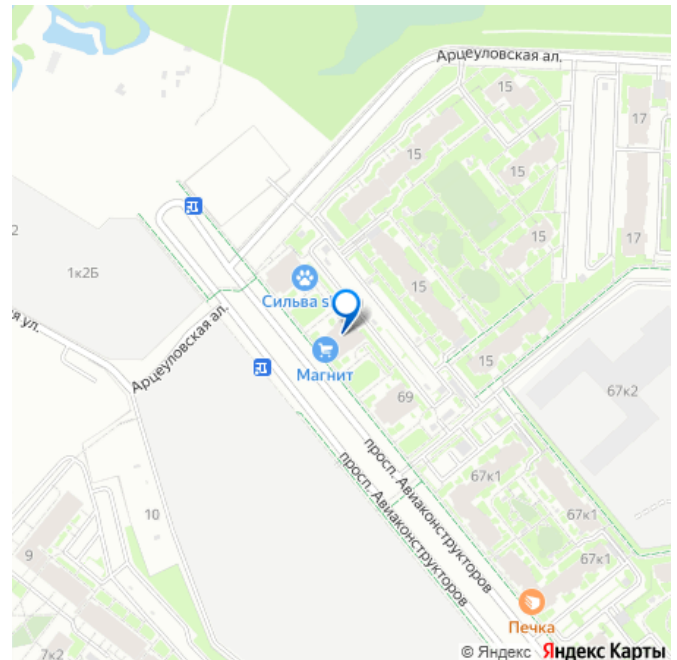 Арцеуловская ал.
15
17
15
15
1к2Б
2
Сильва s
17
15
я ул.
Арцеуловская ал.
Магнит
15
69
67к2
просп. Авиаконструкторов
просп. Авиаконструкторов
67к1
10
67к1
9
67к1
7к2
Печка
© Яндекс Яндекс Карты